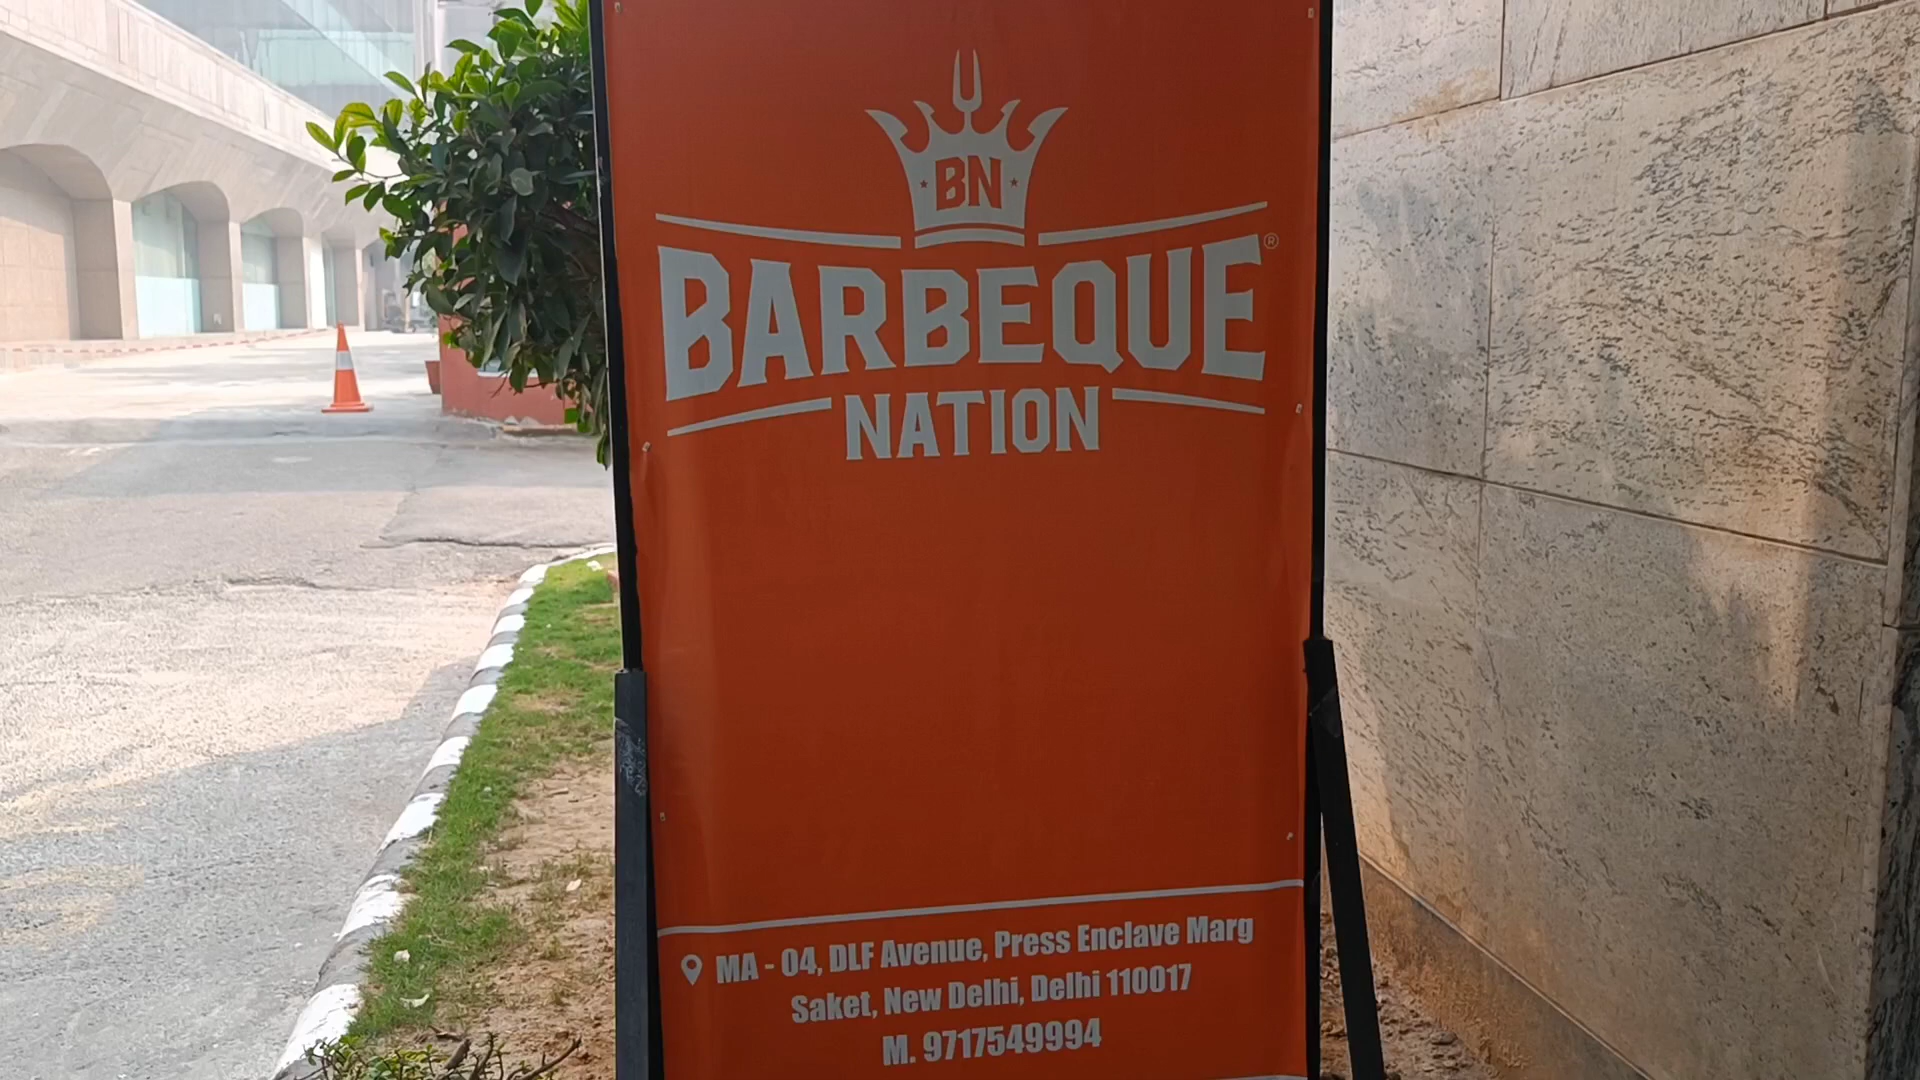 BN
BARBEQUE®
NATION
MA - 04, DLF Avenue, Press Enclave Marg
Saket, New Delhi, Delhi 110017
M. 9717549994